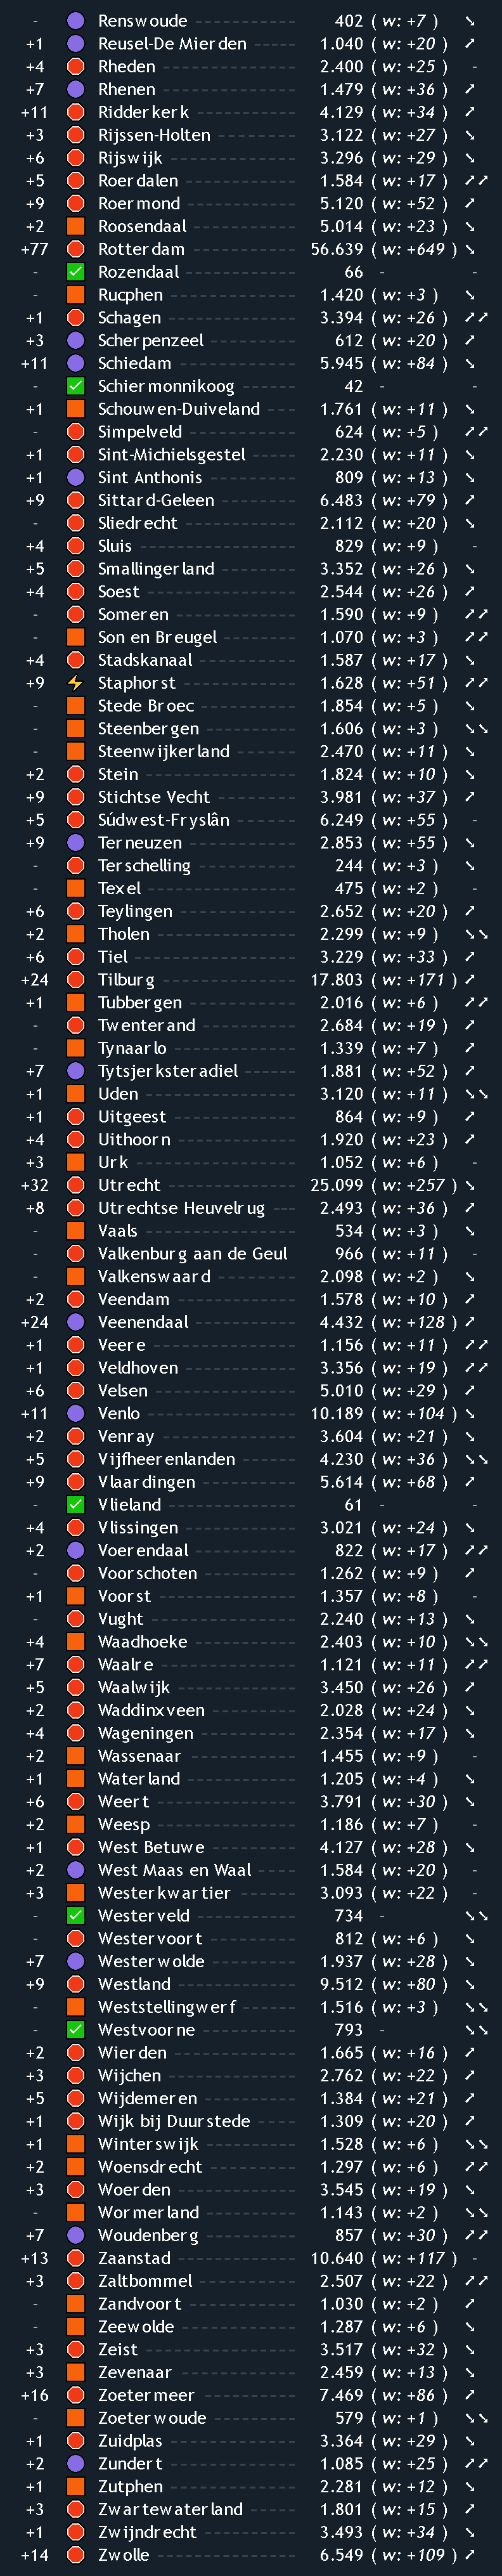 - Renswoude 402 ( w: +7 ) ↘
+1 Reusel-De Mierden 1.040 ( w: +20 ) ↗
+4 Rheden 2.400 ( w: +25 ) -
+7 Rhenen 1.479 ( w: +36 ) ↗
+11 Ridderkerk 4.129 ( w: +34 ) ↗
+3 Rijssen-Holten 3.122 ( w: +27 ) ↘
+6 Rijswijk 3.296 ( w: +29 ) ↘
+5 Roerdalen 1.584 ( w: +17 ) ↗↗
+9 Roermond 5.120 ( w: +52 ) ↗
+2 Roosendaal 5.014 ( w: +23 ) ↘
+77 Rotterdam 56.639 ( w: +649 ) ↘
- Rozendaal 66 - -
- Rucphen 1.420 ( w: +3 ) ↘
+1 Schagen 3.394 ( w: +26 ) ↗↗
+3 Scherpenzeel 612 ( w: +20 ) ↗
+11 Schiedam 5.945 ( w: +84 ) ↘
- Schiermonnikoog 42 - -
+1 Schouwen-Duiveland 1.761 ( w: +11 ) ↘
- Simpelveld 624 ( w: +5 ) ↗↗
+1 Sint-Michielsgestel 2.230 ( w: +11 ) ↘
+1 Sint Anthonis 809 ( w: +13 ) ↘
+9 Sittard-Geleen 6.483 ( w: +79 ) ↗
- Sliedrecht 2.112 ( w: +20 ) ↘
+4 Sluis 829 ( w: +9 ) -
+5 Smallingerland 3.352 ( w: +26 ) ↘
+4 Soest 2.544 ( w: +26 ) ↗
- Someren 1.590 ( w: +9 ) ↗↗
- Son en Breugel 1.070 ( w: +3 ) ↗↗
+4 Stadskanaal 1.587 ( w: +17 ) ↘
+9 Staphorst 1.628 ( w: +51 ) ↗↗
- Stede Broec 1.854 ( w: +5 ) ↘
- Steenbergen 1.606 ( w: +3 ) ↘↘
- Steenwijkerland 2.470 ( w: +11 ) ↘
+2 Stein 1.824 ( w: +10 ) ↘
+9 Stichtse Vecht 3.981 ( w: +37 ) ↗
+5 Súdwest-Fryslân 6.249 ( w: +55 ) -
+9 Terneuzen 2.853 ( w: +55 ) ↘
- Terschelling 244 ( w: +3 ) ↘
- Texel 475 ( w: +2 ) -
+6 Teylingen 2.652 ( w: +20 ) ↗
+2 Tholen 2.299 ( w: +9 ) ↘↘
+6 Tiel 3.229 ( w: +33 ) ↗
+24 Tilburg 17.803 ( w: +171 ) ↗
+1 Tubbergen 2.016 ( w: +6 ) ↗↗
- Twenterand 2.684 ( w: +19 ) ↗
- Tynaarlo 1.339 ( w: +7 ) ↗
+7 Tytsjerksteradiel 1.881 ( w: +52 ) ↗
+1 Uden 3.120 ( w: +11 ) ↘↘
+1 Uitgeest 864 ( w: +9 ) ↗
+4 Uithoorn 1.920 ( w: +23 ) ↗
+3 Urk 1.052 ( w: +6 ) -
+32 Utrecht 25.099 ( w: +257 ) ↘
+8 Utrechtse Heuvelrug 2.493 ( w: +36 ) ↗
- Vaals 534 ( w: +3 ) ↘
- Valkenburg aan de Geul 966 ( w: +11 ) -
- Valkenswaard 2.098 ( w: +2 ) ↘
+2 Veendam 1.578 ( w: +10 ) ↗
+24 Veenendaal 4.432 ( w: +128 ) ↗
+1 Veere 1.156 ( w: +11 ) ↗↗
+1 Veldhoven 3.356 ( w: +19 ) ↗↗
+6 Velsen 5.010 ( w: +29 ) ↗
+11 Venlo 10.189 ( w: +104 ) ↘
+2 Venray 3.604 ( w: +21 ) ↘
+5 Vijfheerenlanden 4.230 ( w: +36 ) ↘↘
+9 Vlaardingen 5.614 ( w: +68 ) ↗
- Vlieland 61 - -
+4 Vlissingen 3.021 ( w: +24 ) ↘
+2 Voerendaal 822 ( w: +17 ) ↗↗
- Voorschoten 1.262 ( w: +9 ) ↗
+1 Voorst 1.357 ( w: +8 ) -
- Vught 2.240 ( w: +13 ) ↘
+4 Waadhoeke 2.403 ( w: +10 ) ↘↘
+7 Waalre 1.121 ( w: +11 ) ↗↗
+5 Waalwijk 3.450 ( w: +26 ) ↗
+2 Waddinxveen 2.028 ( w: +24 ) ↘
+4 Wageningen 2.354 ( w: +17 ) ↘
+2 Wassenaar 1.455 ( w: +9 ) -
+1 Waterland 1.205 ( w: +4 ) ↘
+6 Weert 3.791 ( w: +30 ) ↘
+2 Weesp 1.186 ( w: +7 ) -
+1 West Betuwe 4.127 ( w: +28 ) ↘
+2 West Maas en Waal 1.584 ( w: +20 ) -
+3 Westerkwartier 3.093 ( w: +22 ) -
- Westerveld 734 - ↘↘
- Westervoort 812 ( w: +6 ) ↘
+7 Westerwolde 1.937 ( w: +28 ) ↘
+9 Westland 9.512 ( w: +80 ) ↘
- Weststellingwerf 1.516 ( w: +3 ) ↘↘
- Westvoorne 793 - ↘↘
+2 Wierden 1.665 ( w: +16 ) ↗
+3 Wijchen 2.762 ( w: +22 ) ↗
+5 Wijdemeren 1.384 ( w: +21 ) ↗
+1 Wijk bij Duurstede 1.309 ( w: +20 ) ↗
+1 Winterswijk 1.528 ( w: +6 ) ↘↘
+2 Woensdrecht 1.297 ( w: +6 ) ↗↗
+3 Woerden 3.545 ( w: +19 ) ↘
- Wormerland 1.143 ( w: +2 ) ↘↘
+7 Woudenberg 857 ( w: +30 ) ↗↗
+13 Zaanstad 10.640 ( w: +117 ) -
+3 Zaltbommel 2.507 ( w: +22 ) ↗↗
- Zandvoort 1.030 ( w: +2 ) ↗
- Zeewolde 1.287 ( w: +6 ) ↘
+3 Zeist 3.517 ( w: +32 ) ↘
+3 Zevenaar 2.459 ( w: +13 ) ↘
+16 Zoetermeer 7.469 ( w: +86 ) ↗
- Zoeterwoude 579 ( w: +1 ) ↘↘
+1 Zuidplas 3.364 ( w: +29 ) ↘
+2 Zundert 1.085 ( w: +25 ) ↗↗
+1 Zutphen 2.281 ( w: +12 ) ↘
+3 Zwartewaterland 1.801 ( w: +15 ) ↗
+1 Zwijndrecht 3.493 ( w: +34 ) ↘
+14 Zwolle 6.549 ( w: +109 ) ↗